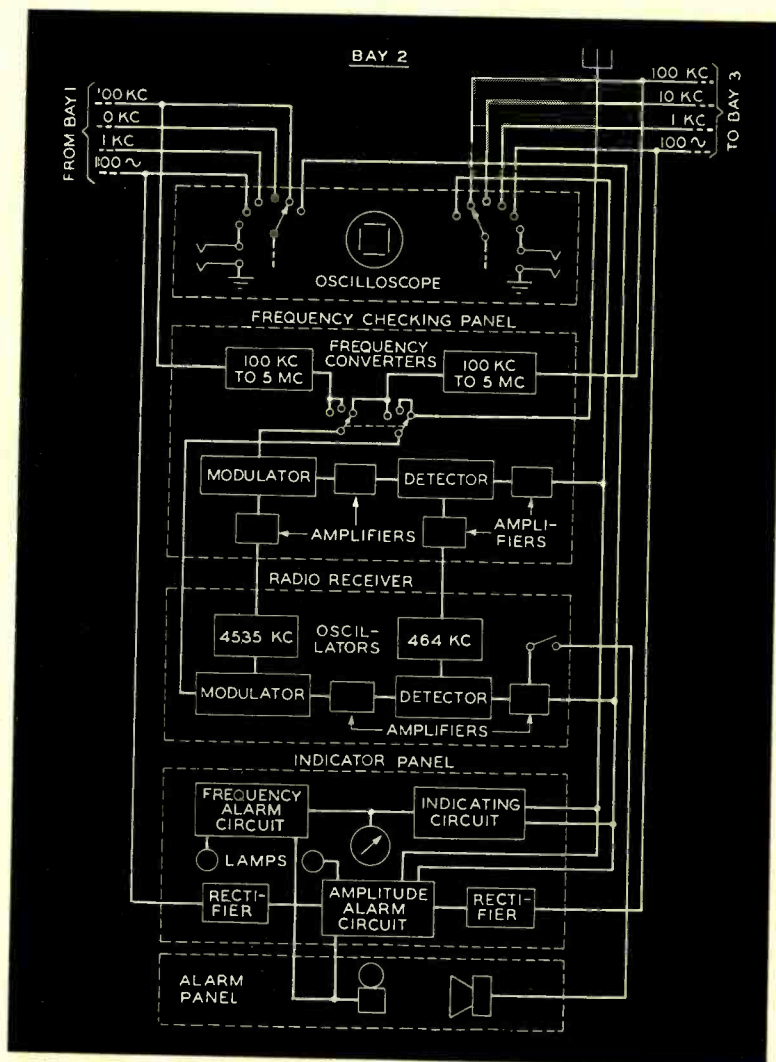 BAY 2
FROM BAY 1
100 KC
0 KC
1 KC
100 ~
100 KC
10 KC
1 KC
100 ~
TO BAY 3
OSCILLOSCOPE
FREQUENCY CHECKING PANEL
FREQUENCY
CONVERTERS
100 KC
TO 5 MC
100 KC
TO 5 MC
MODULATOR
DETECTOR
AMPLIFIERS
AMPLI-
FIERS
RADIO RECEIVER
4535 KC
OSCIL-
LATORS
464 KC
MODULATOR
DETECTOR
AMPLIFIERS
INDICATOR PANEL
FREQUENCY
ALARM
CIRCUIT
INDICATING
CIRCUIT
LAMPS
RECTI-
FIER
AMPLITUDE
ALARM
CIRCUIT
RECTI-
FIER
ALARM
PANEL